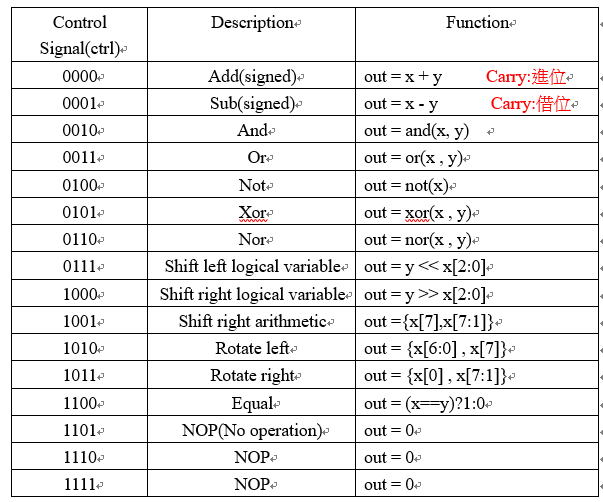 Control Description Function
Signal(ctrl)
0000 Add(signed) out = x + y Carry:進位
0001 Sub(signed) out = x - y Carry:借位
0010 And out = and(x, y)
0011 Or out = or(x , y)
0100 Not out = not(x)
0101 Xor out = xor(x , y)
0110 Nor out = nor(x , y)
0111 Shift left logical variable out = y << x[2:0]
1000 Shift right logical variable out = y >> x[2:0]
1001 Shift right arithmetic out ={x[7],x[7:1]}
1010 Rotate left out = {x[6:0] , x[7]}
1011 Rotate right out = {x[0] , x[7:1]}
1100 Equal out = (x==y)?1:0
1101 NOP(No operation) out = 0
1110 NOP out = 0
1111 NOP out = 0